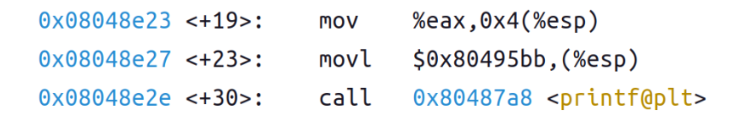 0x08048e23 <+19>: mov %eax,0x4(%esp)
0x08048e27 <+23>: movl $0x80495bb,(%esp)
0x08048e2e <+30>: call 0x80487a8 <printf@plt>